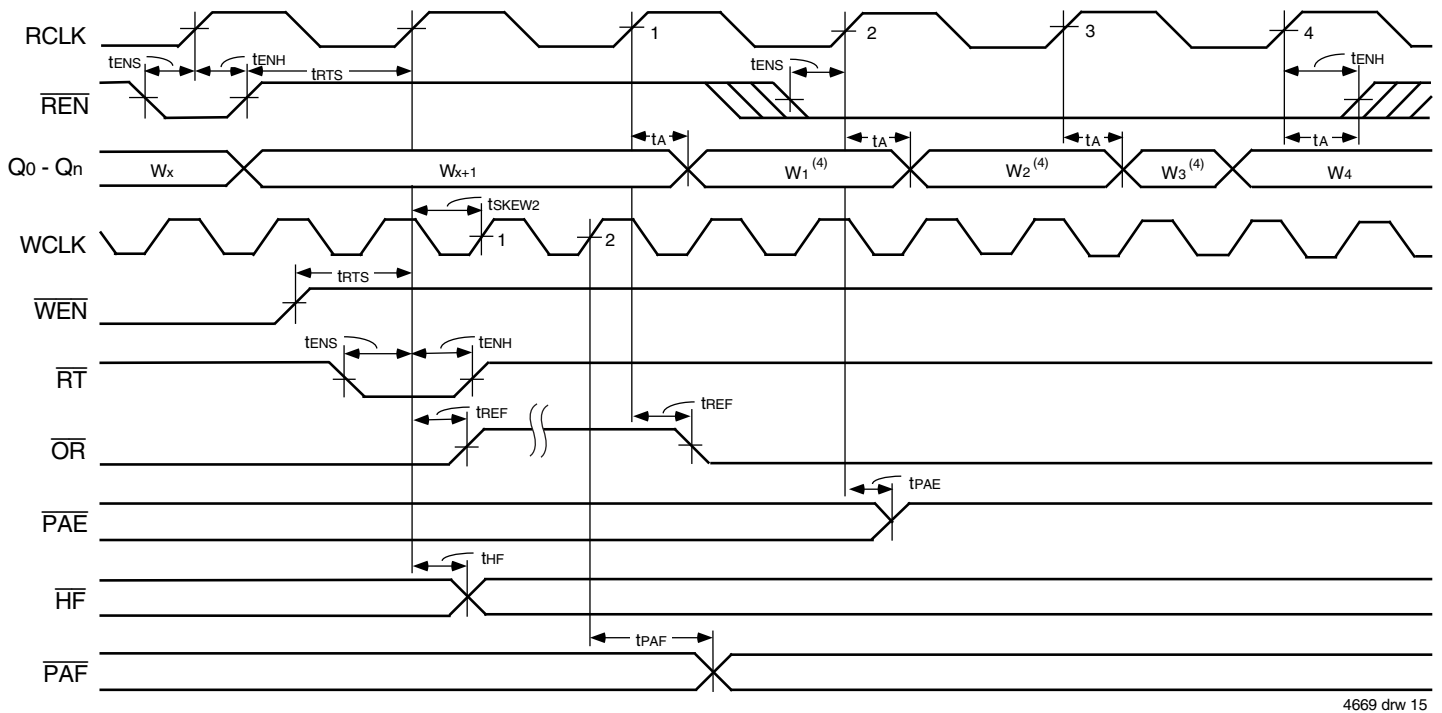 RCLK
1
2
3
4
tENS
tENH
tRTS
tENS
tENH
REN
tA
tA
tA
tA
Q0 - Qn
Wx
Wx+1
W1 (4)
W2 (4)
W3 (4)
W4
tSKEW2
WCLK
1
2
tRTS
WEN
tENS
tENH
RT
tREF
tREF
OR
tPAE
PAE
tHF
HF
tPAF
PAF
4669 drw 15